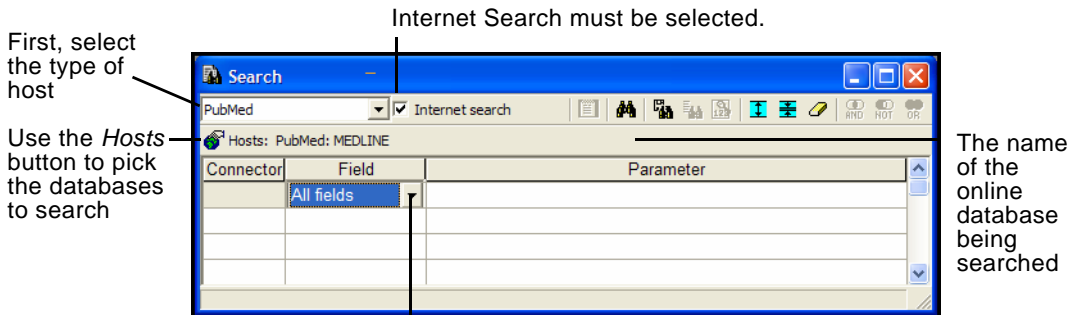 Internet Search must be selected.
First, select
the type of
host
Search
PubMed
Internet search
AND
NOT
OR
Use the Hosts
button to pick
the databases
to search
Hosts: PubMed: MEDLINE
Connector
Field
Parameter
All fields
The name
of the
online
database
being
searched